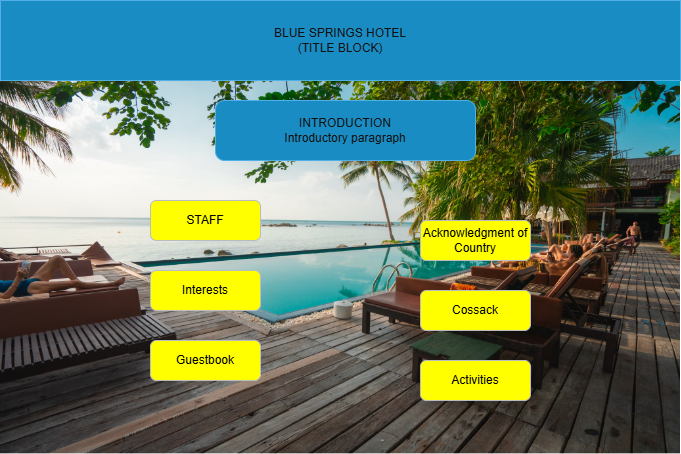 BLUE SPRINGS HOTEL
(TITLE BLOCK)
INTRODUCTION
Introductory paragraph
STAFF
Acknowledgment of
Country
Interests
Cossack
Guestbook
Activities